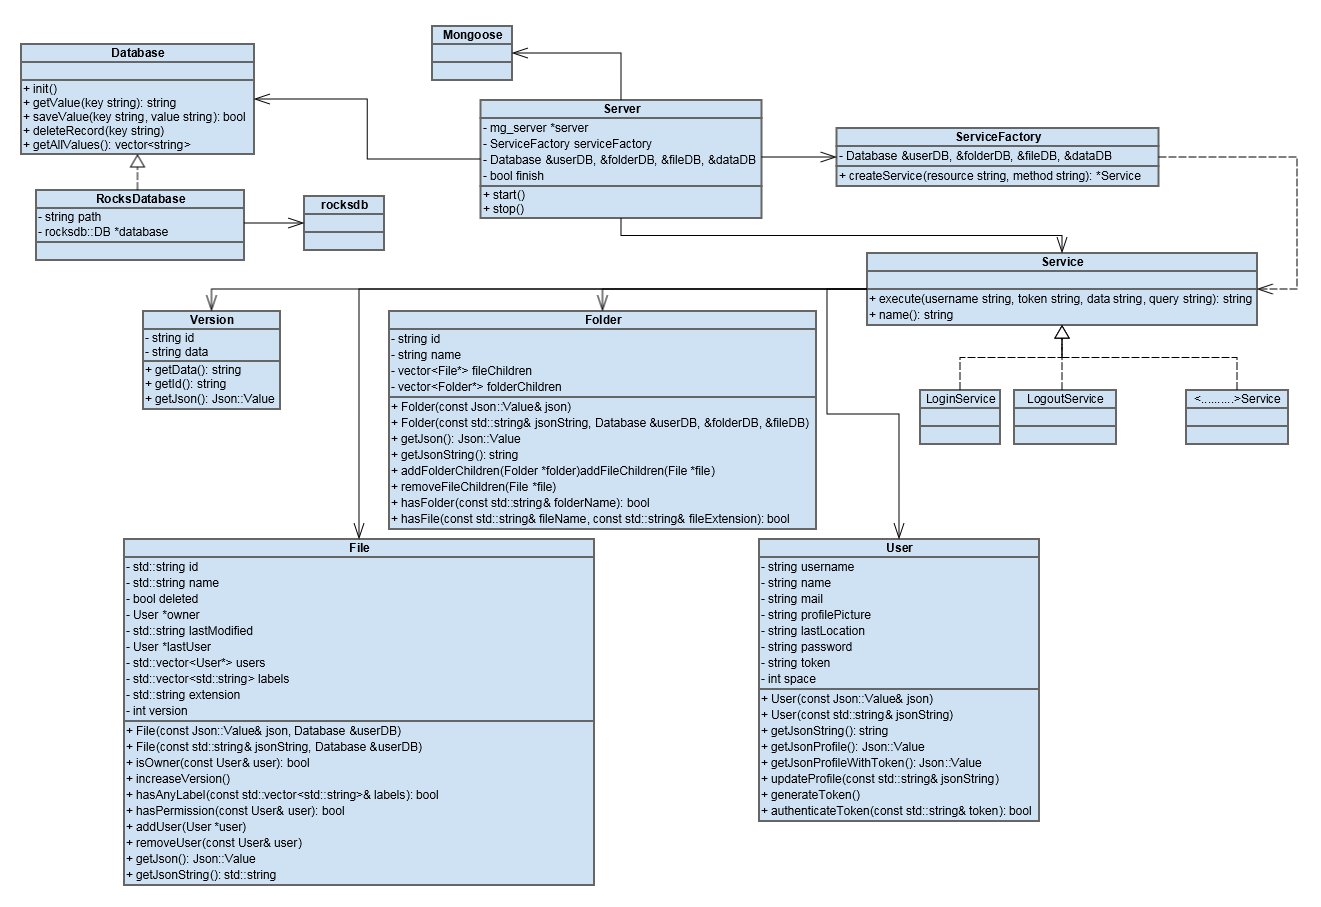 Mongoose
Database
+ init()
+ getValue(key string): string
+ saveValue(key string, value string): bool
+ deleteRecord(key string)
+ getAllValues(): vector<string>
Server
- mg_server *server
- ServiceFactory serviceFactory
- Database &userDB, &folderDB, &fileDB, &dataDB
- bool finish
+ start()
+ stop()
ServiceFactory
- Database &userDB, &folderDB, &fileDB, &dataDB
+ createService(resource string, method string): *Service
RocksDatabase
- string path
- rocksdb::DB *database
rocksdb
Service
+ execute(username string, token string, data string, query string): string
+ name(): string
Version
- string id
- string data
+ getData(): string
+ getId(): string
+ getJson(): Json::Value
Folder
- string id
- string name
- vector<File*> fileChildren
- vector<Folder*> folderChildren
+ Folder(const Json::Value& json)
+ Folder(const std::string& jsonString, Database &userDB, &folderDB, &fileDB)
+ getJson(): Json::Value
+ getJsonString(): string
+ addFolderChildren(Folder *folder)addFileChildren(File *file)
+ removeFileChildren(File *file)
+ hasFolder(const std::string& folderName): bool
+ hasFile(const std::string& fileName, const std::string& fileExtension): bool
LoginService
LogoutService
<..........>Service
File
- std::string id
- std::string name
- bool deleted
- User *owner
- std::string lastModified
- User *lastUser
- std::vector<User*> users
- std::vector<std::string> labels
- std::string extension
- int version
+ File(const Json::Value& json, Database &userDB)
+ File(const std::string& jsonString, Database &userDB)
+ isOwner(const User& user): bool
+ increaseVersion()
+ hasAnyLabel(const std::vector<std::string>& labels): bool
+ hasPermission(const User& user): bool
+ addUser(User *user)
+ removeUser(const User& user)
+ getJson(): Json::Value
+ getJsonString(): std::string
User
- string username
- string name
- string mail
- string profilePicture
- string lastLocation
- string password
- string token
- int space
+ User(const Json::Value& json)
+ User(const std::string& jsonString)
+ getJsonString(): string
+ getJsonProfile(): Json::Value
+ getJsonProfileWithToken(): Json::Value
+ updateProfile(const std::string& jsonString)
+ generateToken()
+ authenticateToken(const std::string& token): bool